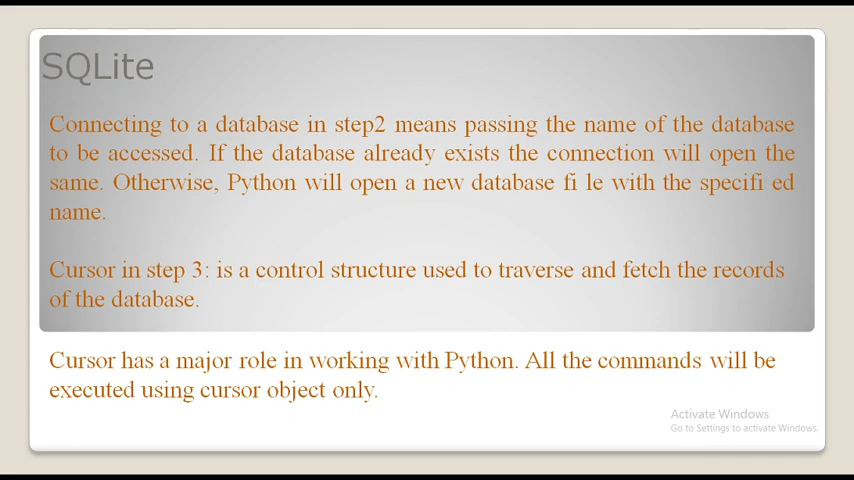 SQLite
Connecting to a database in step2 means passing the name of the database
to be accessed. If the database already exists the connection will open the
same. Otherwise, Python will open a new database fi le with the specifi ed
name.
Cursor in step 3: is a control structure used to traverse and fetch the records
of the database.
Cursor has a major role in working with Python. All the commands will be
executed using cursor object only.
Activate Windows
Go to Settings to activate Windows.